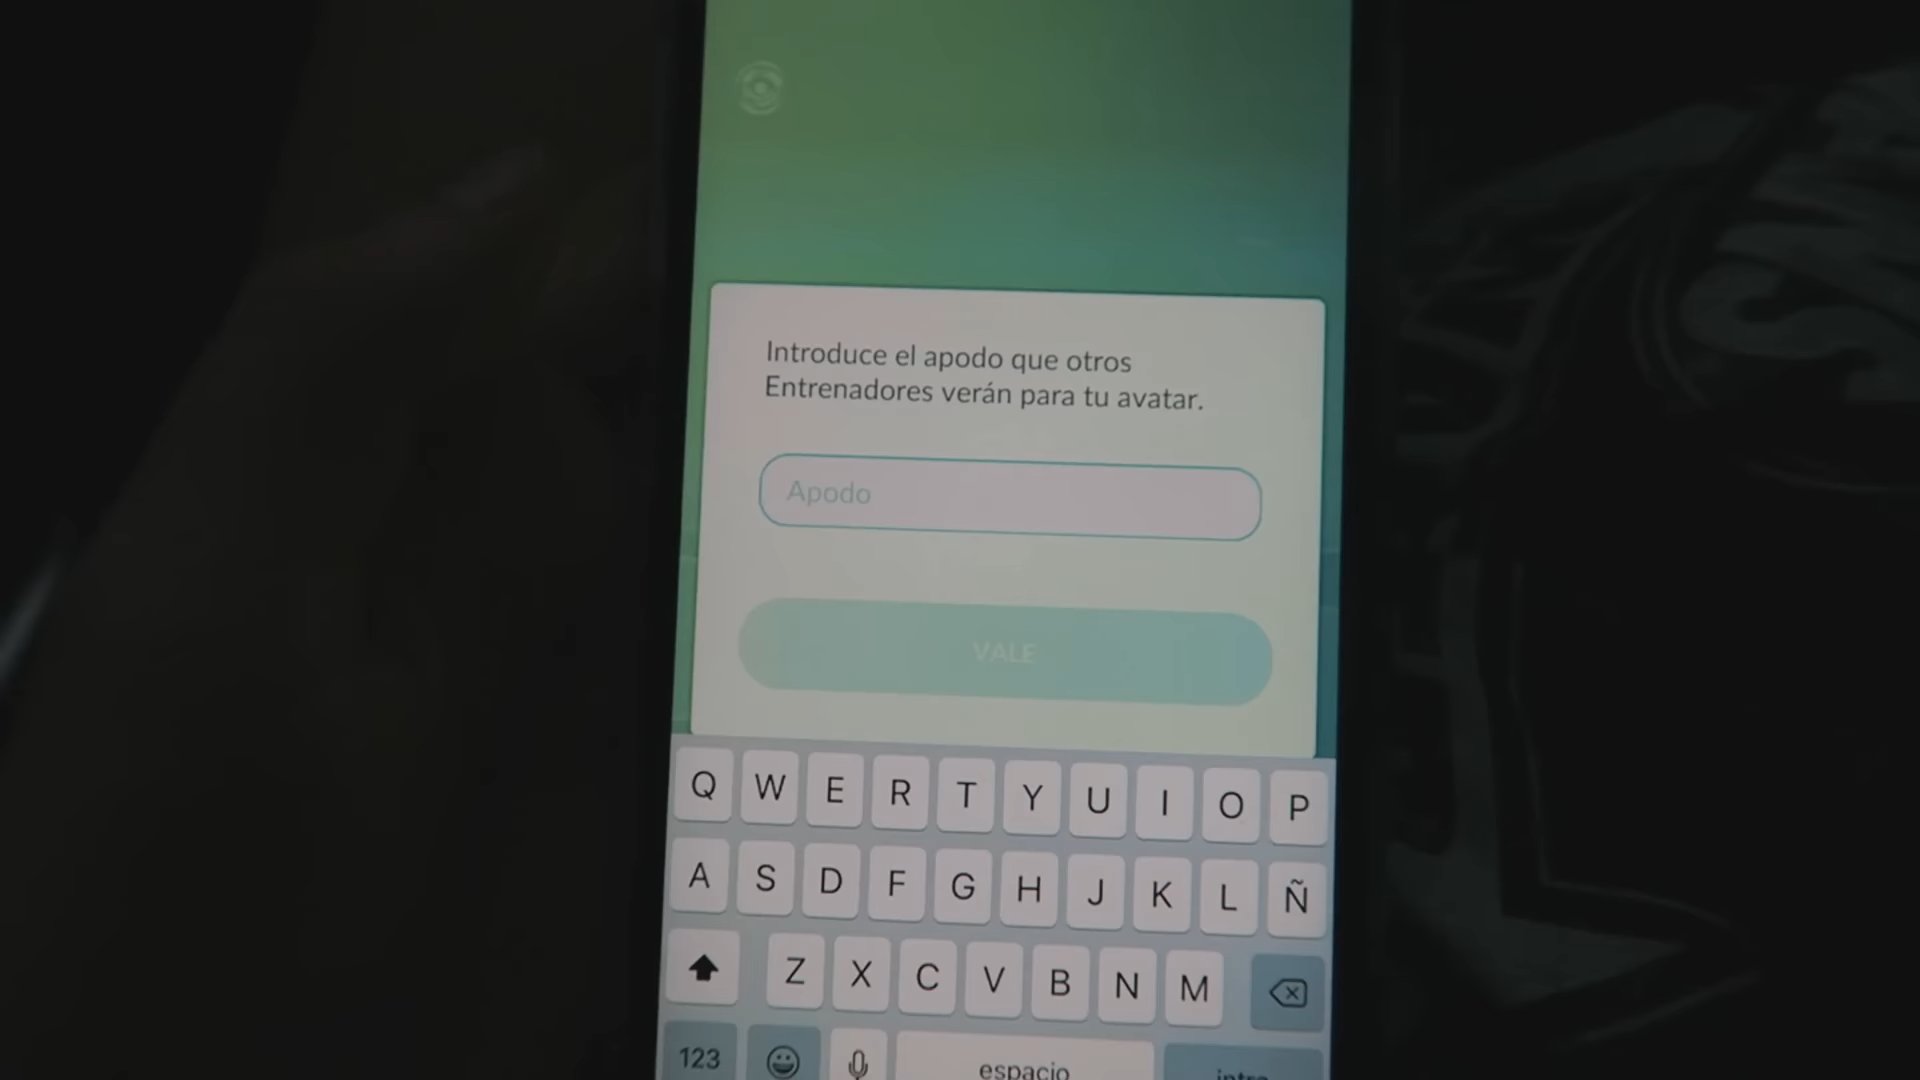 Introduce el apodo que otros
Entrenadores verán para tu avatar.
Apodo
VALE
Q W E R T Y U I O P
A S D F G H J K L Ñ
Z X C V B N M
123 espacio intro